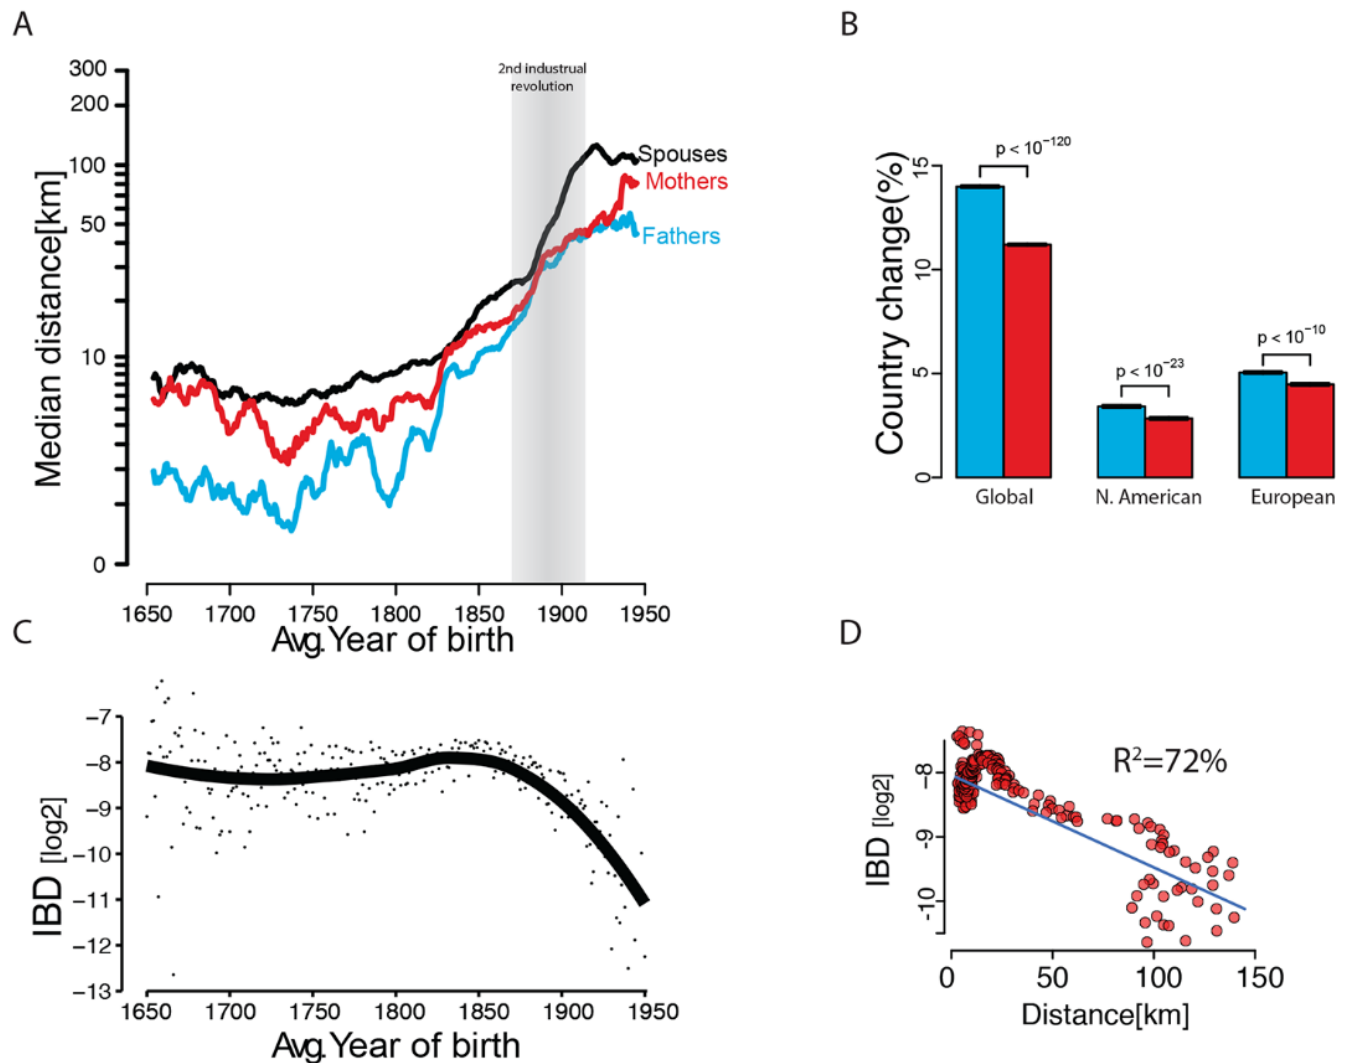 A
300
200
100
50
10
0
Median distance[km]
2nd industrual
revolution
Spouses
Mothers
Fathers
1650 1700 1750 1800 1850 1900 1950
Avg.Year of birth
B
Country change(%)
15
10
5
0
p < 10⁻¹²⁰
p < 10⁻²³
p < 10⁻¹⁰
Global N. American European
C
IBD [log2]
−7
−8
−9
−10
−11
−12
−13
1650 1700 1750 1800 1850 1900 1950
Avg.Year of birth
D
IBD [log2]
-8
-9
-10
R²=72%
0 50 100 150
Distance[km]